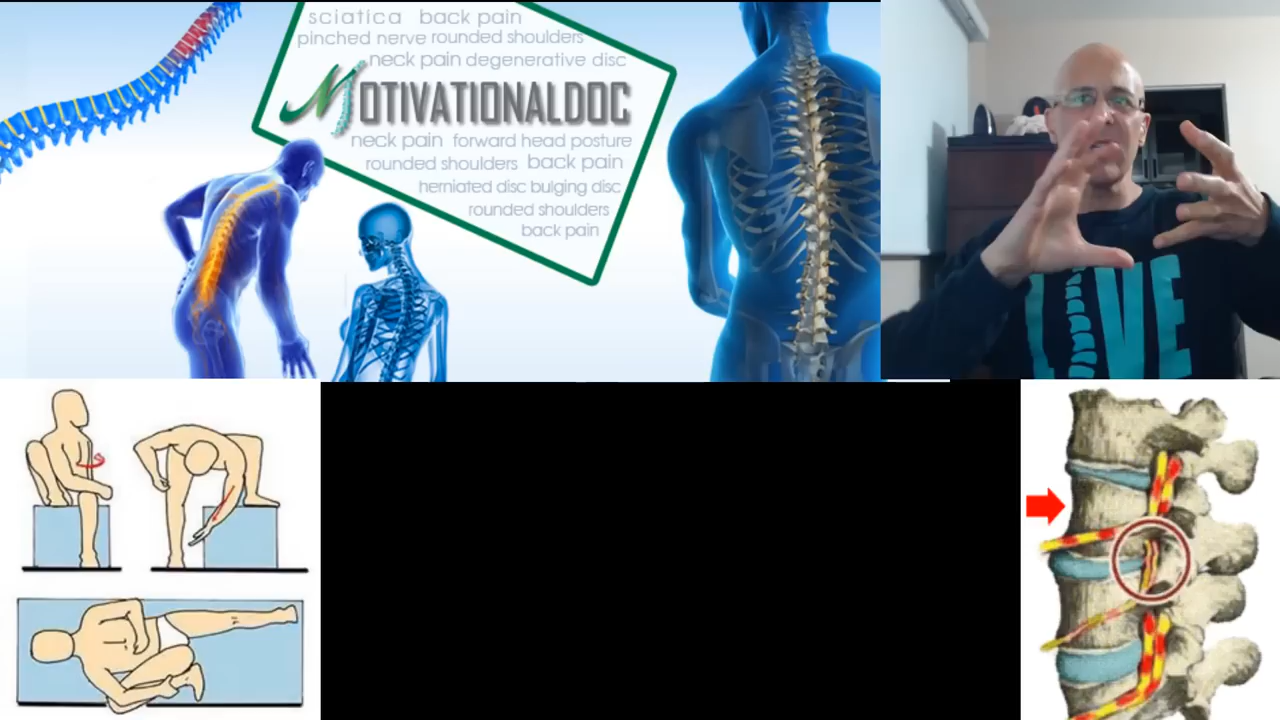 sciatica back pain
pinched nerve rounded shoulders
neck pain degenerative disc
MOTIVATIONALDOC
neck pain forward head posture
rounded shoulders back pain
herniated disc bulging disc
rounded shoulders
back pain
LIVE